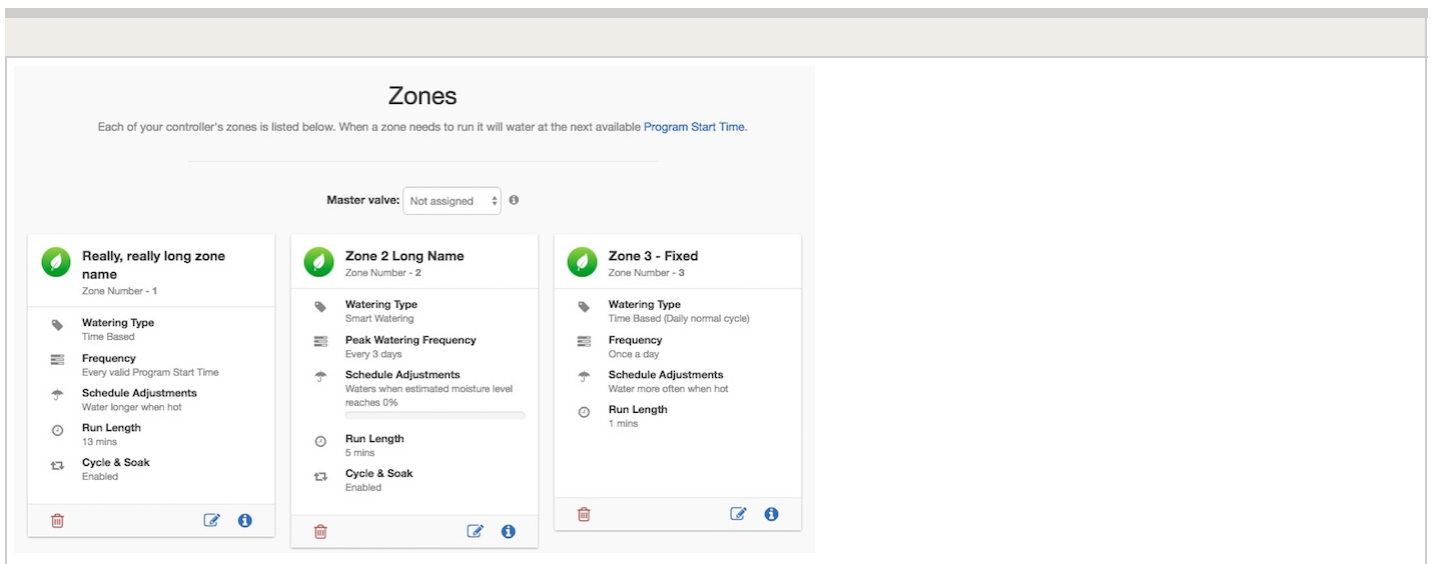 Zones
Each of your controller's zones is listed below. When a zone needs to run it will water at the next available Program Start Time.
Master valve: Not assigned
Really, really long zone
name
Zone Number - 1
Watering Type
Time Based
Frequency
Every valid Program Start Time
Schedule Adjustments
Water longer when hot
Run Length
13 mins
Cycle & Soak
Enabled
Zone 2 Long Name
Zone Number - 2
Watering Type
Smart Watering
Peak Watering Frequency
Every 3 days
Schedule Adjustments
Waters when estimated moisture level
reaches 0%
Run Length
5 mins
Cycle & Soak
Enabled
Zone 3 - Fixed
Zone Number - 3
Watering Type
Time Based (Daily normal cycle)
Frequency
Once a day
Schedule Adjustments
Water more often when hot
Run Length
1 mins